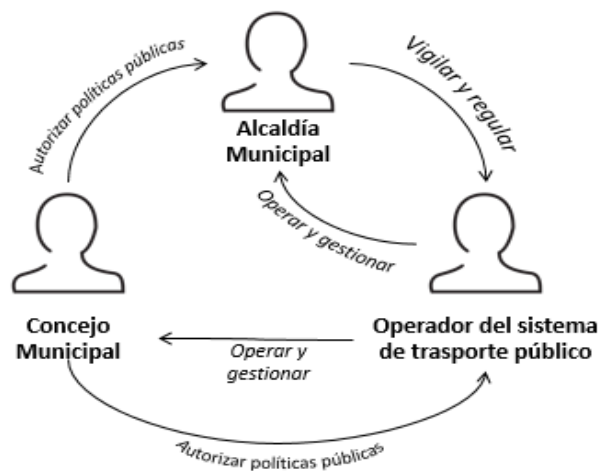 Autorizar políticas públicas
Vigilar y regular
Alcaldía
Municipal
Operar y gestionar
Concejo
Municipal
Operar y
gestionar
Operador del sistema
de trasporte público
Autorizar políticas públicas